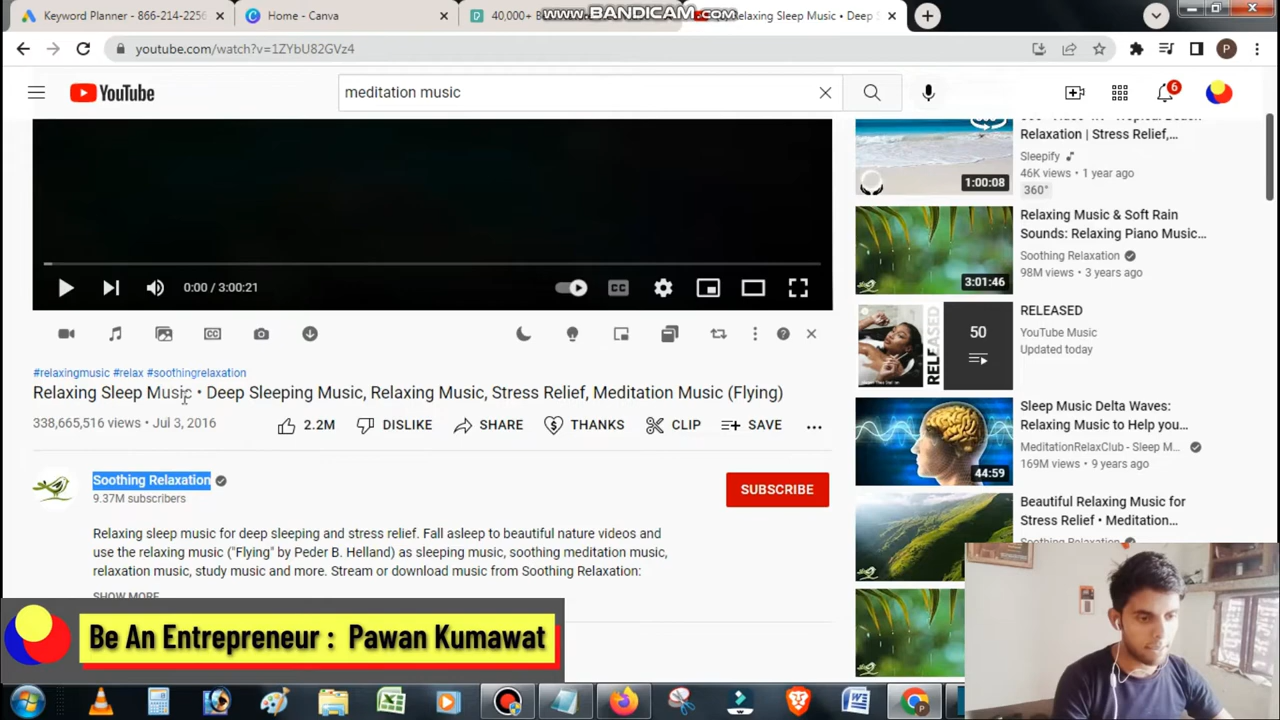 Keyword Planner - 866-214-2256
Home - Canva
WWW.BANDICAM.COM
Relaxing Sleep Music • Deep S
youtube.com/watch?v=1ZYbU82GVz4
P
YouTube
meditation music
6
Relaxation | Stress Relief,…
Sleepify
46K views • 1 year ago
360°
1:00:08
Relaxing Music & Soft Rain
Sounds: Relaxing Piano Music…
Soothing Relaxation
98M views • 3 years ago
3:01:46
0:00 / 3:00:21
CC
CC
RELEASED
50
RELEASED
YouTube Music
Updated today
#relaxingmusic #relax #soothingrelaxation
Relaxing Sleep Music • Deep Sleeping Music, Relaxing Music, Stress Relief, Meditation Music (Flying)
338,665,516 views • Jul 3, 2016
2.2M
DISLIKE
SHARE
THANKS
CLIP
SAVE
Sleep Music Delta Waves:
Relaxing Music to Help you…
MeditationRelaxClub - Sleep M…
169M views • 9 years ago
44:59
Soothing Relaxation
9.37M subscribers
SUBSCRIBE
Beautiful Relaxing Music for
Stress Relief • Meditation…
Relaxing sleep music for deep sleeping and stress relief. Fall asleep to beautiful nature videos and
use the relaxing music ("Flying" by Peder B. Helland) as sleeping music, soothing meditation music,
relaxation music, study music and more. Stream or download music from Soothing Relaxation:
SHOW MORE
Be An Entrepreneur : Pawan Kumawat